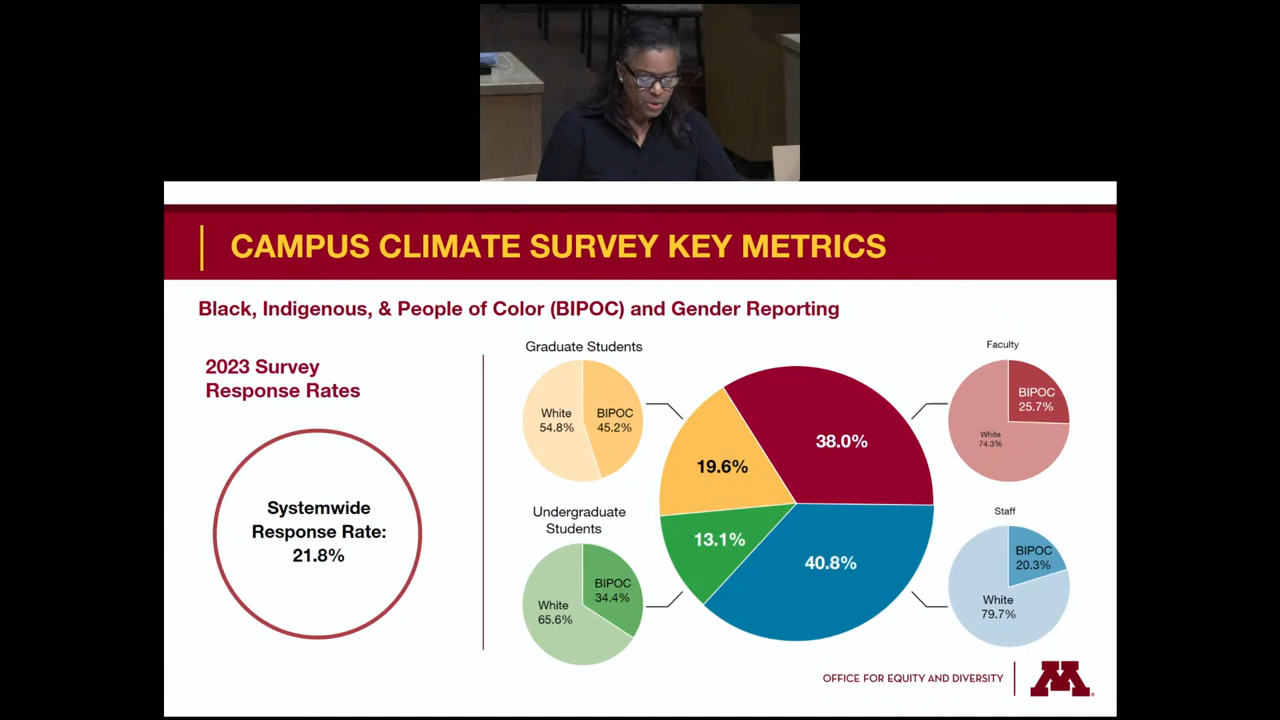 CAMPUS CLIMATE SURVEY KEY METRICS
Black, Indigenous, & People of Color (BIPOC) and Gender Reporting
2023 Survey
Response Rates
Systemwide
Response Rate:
21.8%
Graduate Students
White
54.8%
BIPOC
45.2%
Undergraduate
Students
White
65.6%
BIPOC
34.4%
19.6%
38.0%
13.1%
40.8%
Faculty
BIPOC
25.7%
White
74.3%
Staff
BIPOC
20.3%
White
79.7%
OFFICE FOR EQUITY AND DIVERSITY
M